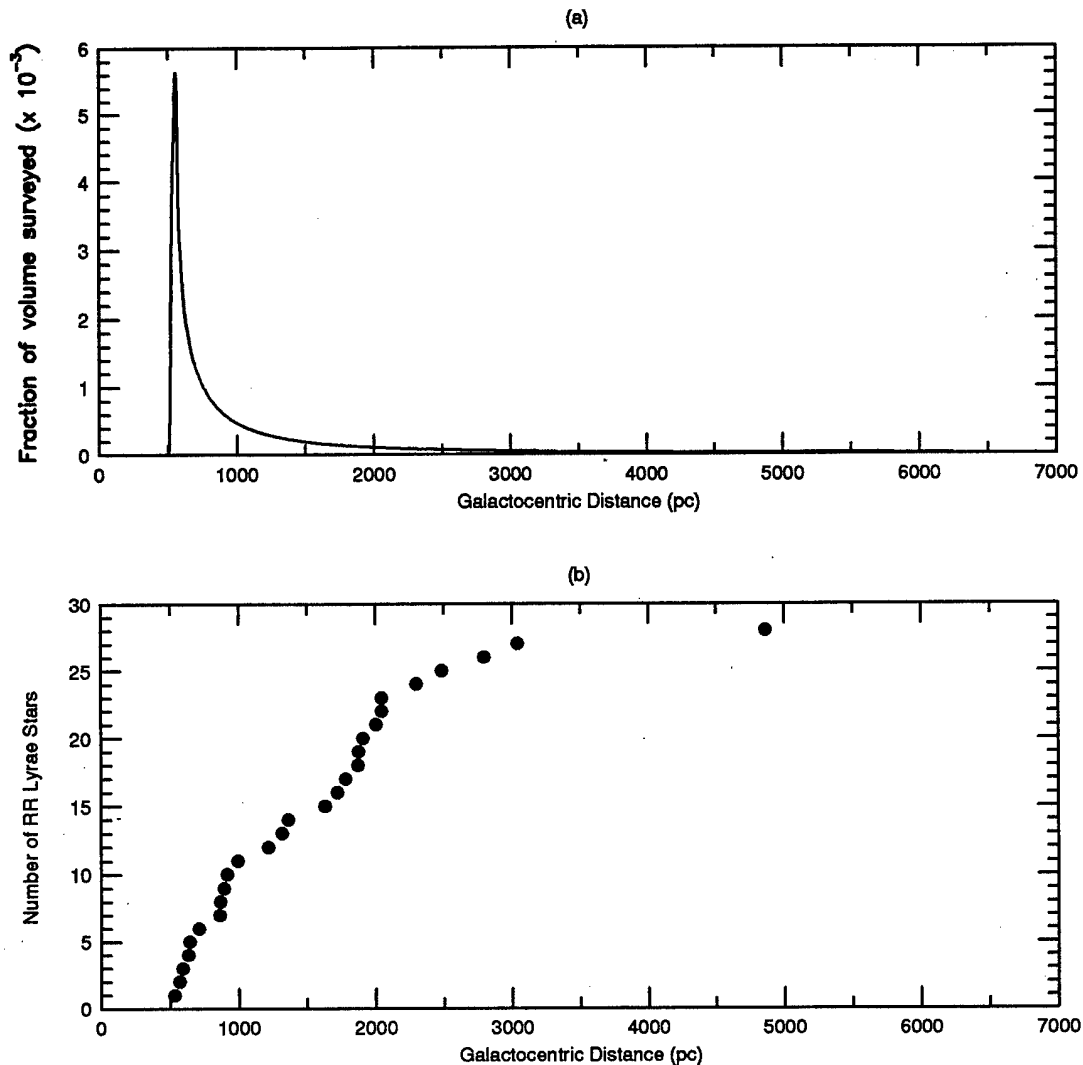 (a)
Fraction of volume surveyed (x 10⁻³)
6
5
4
3
2
1
0
0 1000 2000 3000 4000 5000 6000 7000
Galactocentric Distance (pc)
(b)
Number of RR Lyrae Stars
30
25
20
15
10
5
0
0 1000 2000 3000 4000 5000 6000 7000
Galactocentric Distance (pc)